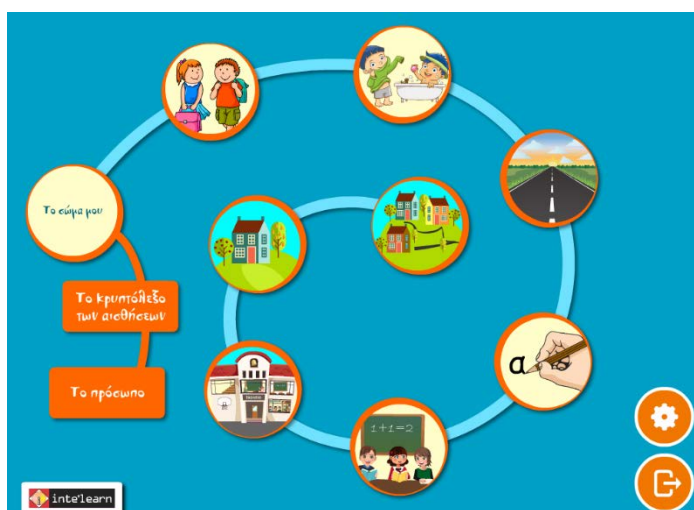 Το σώμα μου
Το κρυπτόλεξο
των αισθήσεων
Το πρόσωπο
a
1+1=2
inte'learn